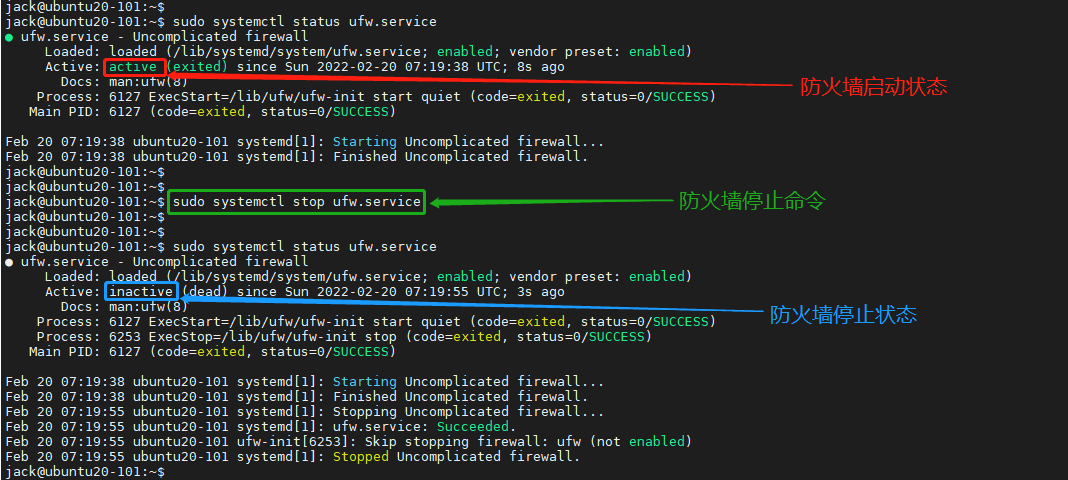 jack@ubuntu20-101:~$
jack@ubuntu20-101:~$ sudo systemctl status ufw.service
● ufw.service - Uncomplicated firewall
Loaded: loaded (/lib/systemd/system/ufw.service; enabled; vendor preset: enabled)
Active: active (exited) since Sun 2022-02-20 07:19:38 UTC; 8s ago
防火墙启动状态
Docs: man:ufw(8)
Process: 6127 ExecStart=/lib/ufw/ufw-init start quiet (code=exited, status=0/SUCCESS)
Main PID: 6127 (code=exited, status=0/SUCCESS)
Feb 20 07:19:38 ubuntu20-101 systemd[1]: Starting Uncomplicated firewall...
Feb 20 07:19:38 ubuntu20-101 systemd[1]: Finished Uncomplicated firewall.
jack@ubuntu20-101:~$
jack@ubuntu20-101:~$
jack@ubuntu20-101:~$ sudo systemctl stop ufw.service
防火墙停止命令
jack@ubuntu20-101:~$
jack@ubuntu20-101:~$
jack@ubuntu20-101:~$ sudo systemctl status ufw.service
● ufw.service - Uncomplicated firewall
Loaded: loaded (/lib/systemd/system/ufw.service; enabled; vendor preset: enabled)
Active: inactive (dead) since Sun 2022-02-20 07:19:55 UTC; 3s ago
防火墙停止状态
Docs: man:ufw(8)
Process: 6127 ExecStart=/lib/ufw/ufw-init start quiet (code=exited, status=0/SUCCESS)
Process: 6253 ExecStop=/lib/ufw/ufw-init stop (code=exited, status=0/SUCCESS)
Main PID: 6127 (code=exited, status=0/SUCCESS)
Feb 20 07:19:38 ubuntu20-101 systemd[1]: Starting Uncomplicated firewall...
Feb 20 07:19:38 ubuntu20-101 systemd[1]: Finished Uncomplicated firewall.
Feb 20 07:19:55 ubuntu20-101 systemd[1]: Stopping Uncomplicated firewall...
Feb 20 07:19:55 ubuntu20-101 systemd[1]: ufw.service: Succeeded.
Feb 20 07:19:55 ubuntu20-101 ufw-init[6253]: Skip stopping firewall: ufw (not enabled)
Feb 20 07:19:55 ubuntu20-101 systemd[1]: Stopped Uncomplicated firewall.
jack@ubuntu20-101:~$